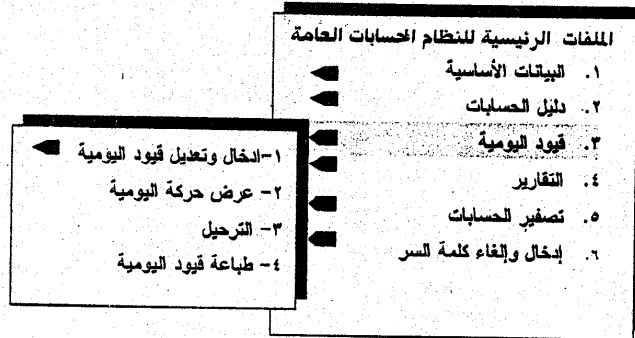 الملفات الرئيسية للنظام الحسابات العامة
١. البيانات الأساسية
٢. دليل الحسابات
٣. قيود اليومية
٤. التقارير
٥. تصفير الحسابات
٦. إدخال وإلغاء كلمة السر
١-ادخال وتعديل قيود اليومية
٢- عرض حركة اليومية
٣- الترحيل
٤- طباعة قيود اليومية